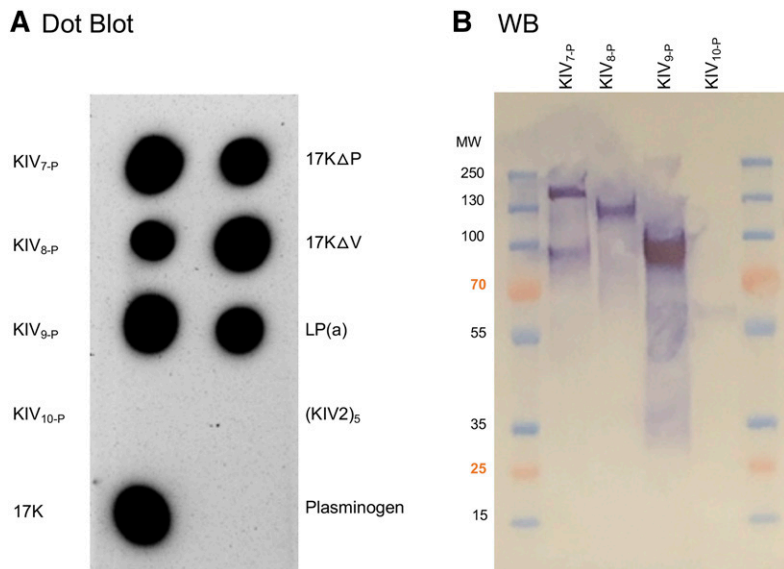 A Dot Blot
KIV7-P 17KΔP
KIV8-P 17KΔV
KIV9-P LP(a)
KIV10-P (KIV2)5
17K Plasminogen
B WB
KIV7-P KIV8-P KIV9-P KIV10-P
MW
250
130
100
70
55
35
25
15